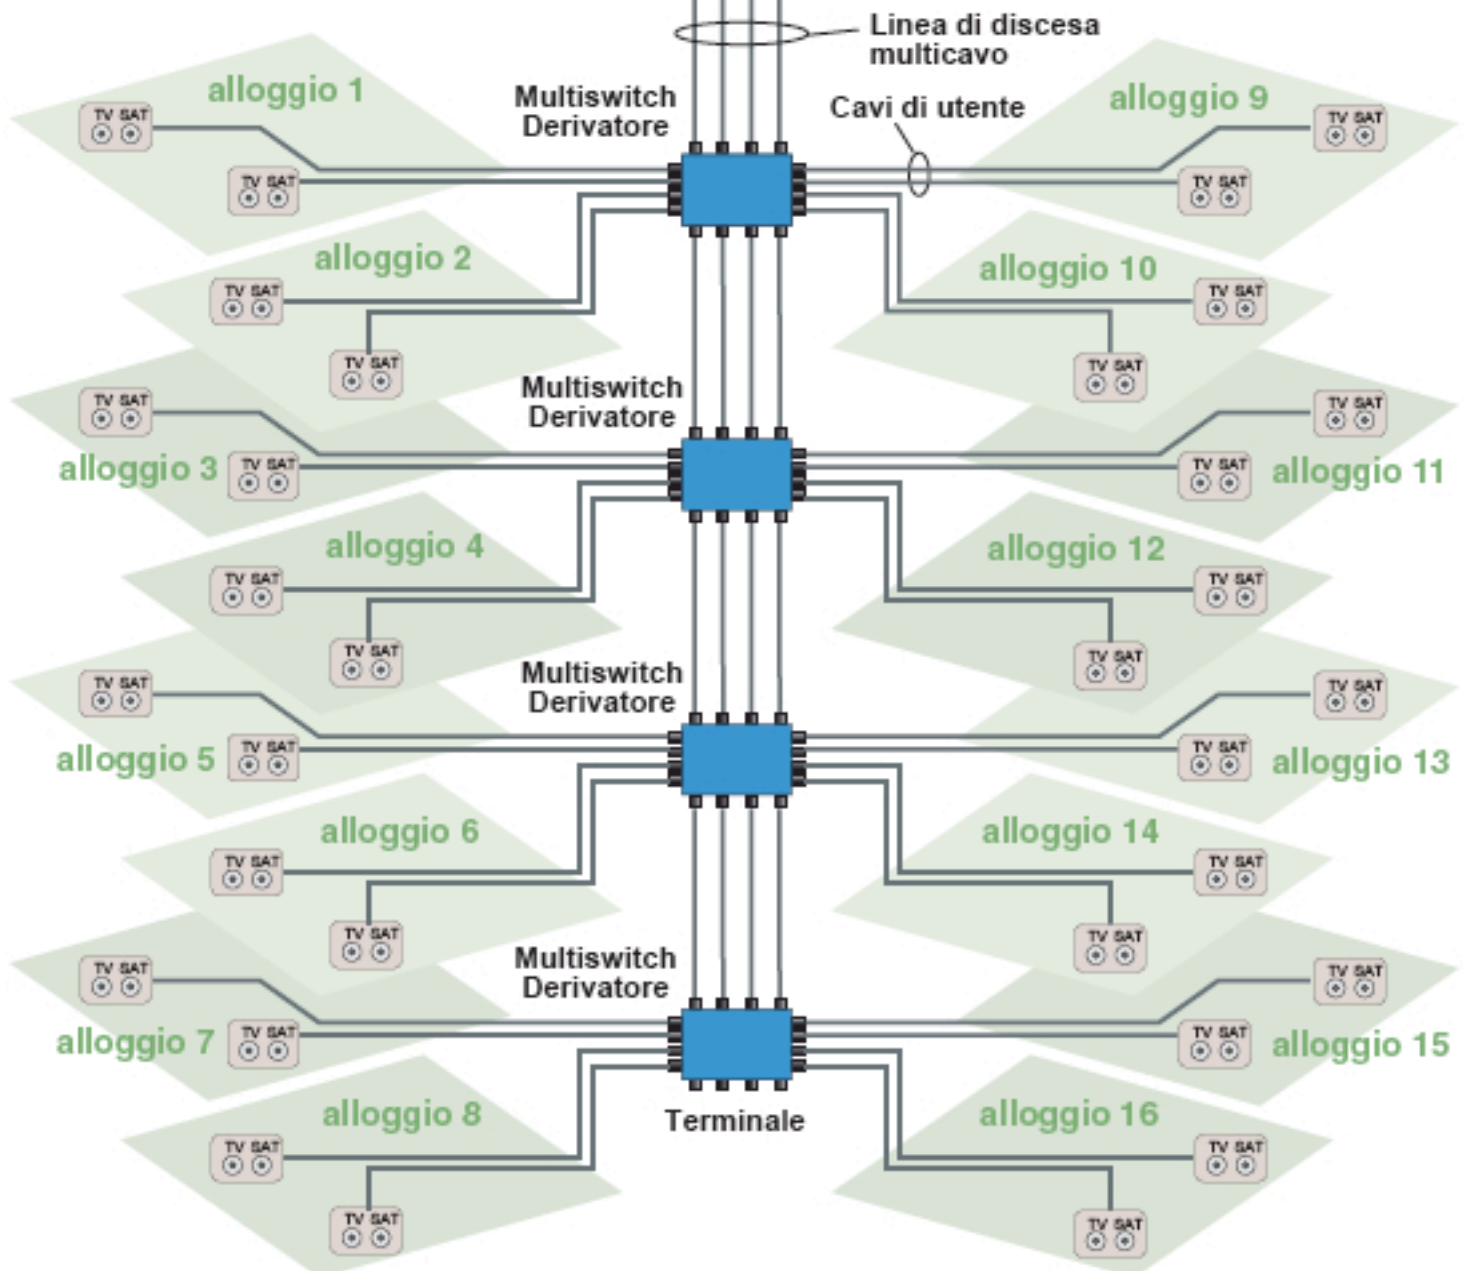 Linea di discesa
multicavo
Multiswitch
Derivatore
Cavi di utente
alloggio 1
TV SAT
TV SAT
alloggio 9
TV SAT
TV SAT
alloggio 2
TV SAT
TV SAT
alloggio 10
TV SAT
TV SAT
Multiswitch
Derivatore
TV SAT
alloggio 3
TV SAT
TV SAT
TV SAT
alloggio 11
alloggio 4
TV SAT
TV SAT
alloggio 12
TV SAT
TV SAT
Multiswitch
Derivatore
TV SAT
alloggio 5
TV SAT
TV SAT
TV SAT
alloggio 13
alloggio 6
TV SAT
TV SAT
alloggio 14
TV SAT
TV SAT
Multiswitch
Derivatore
TV SAT
alloggio 7
TV SAT
TV SAT
TV SAT
alloggio 15
Terminale
alloggio 8
TV SAT
TV SAT
alloggio 16
TV SAT
TV SAT